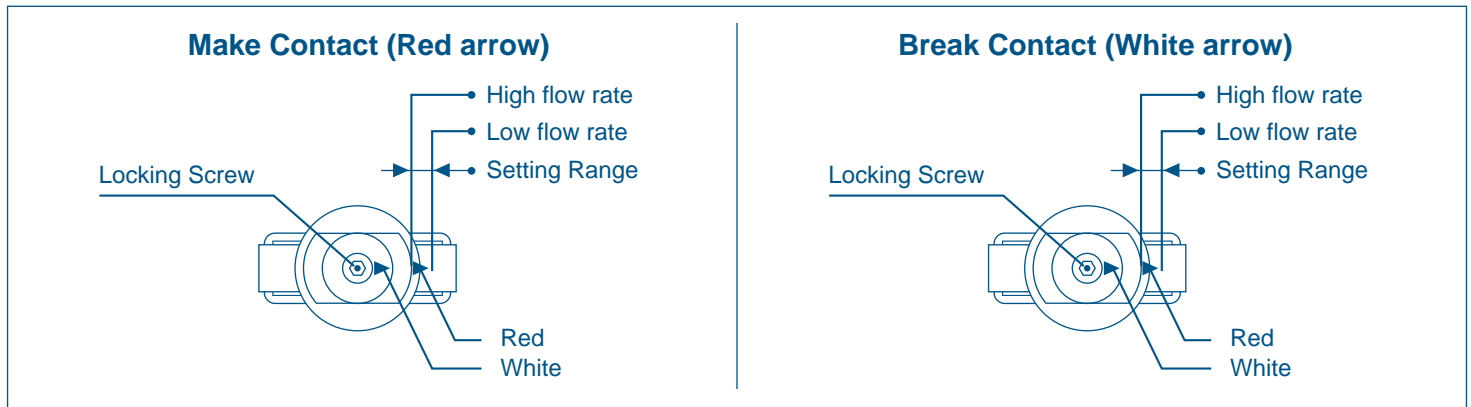 Make Contact (Red arrow)
High flow rate
Low flow rate
Setting Range
Locking Screw
Red
White
Break Contact (White arrow)
High flow rate
Low flow rate
Setting Range
Locking Screw
Red
White